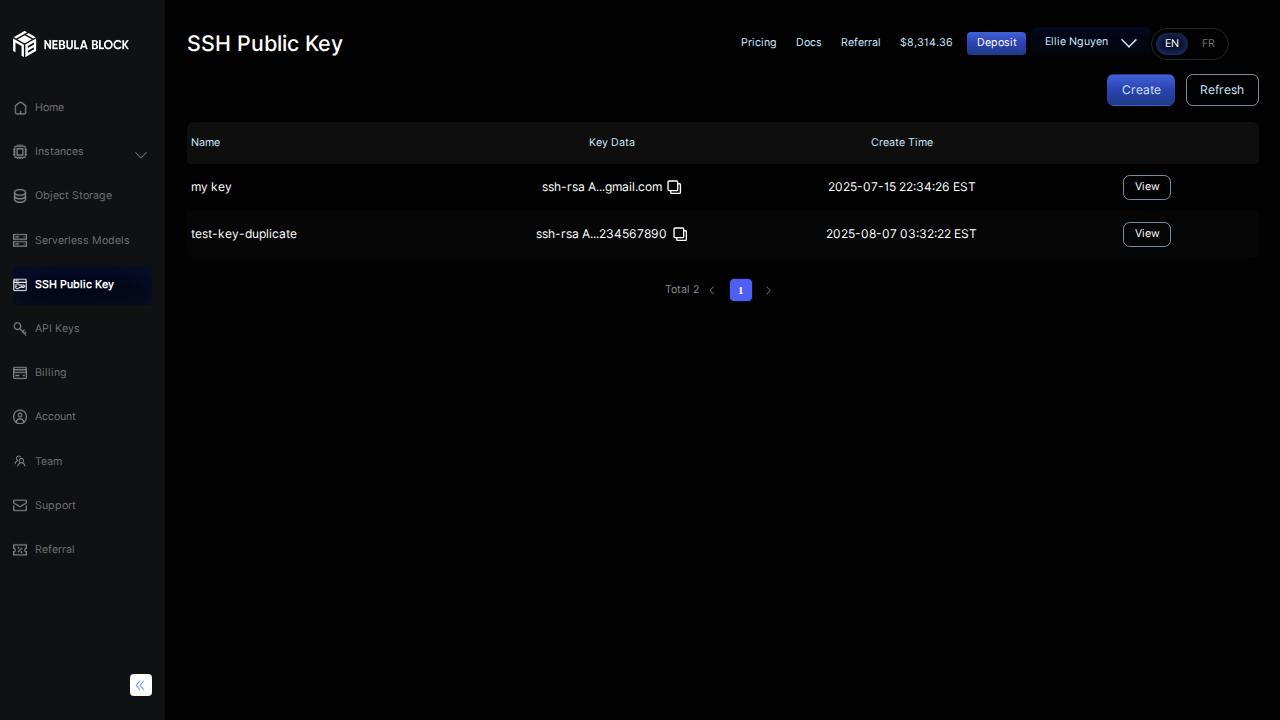 NEBULA BLOCK
SSH Public Key
Pricing Docs Referral $8,314.36 Deposit Ellie Nguyen EN FR
Create Refresh
Home
Instances
Object Storage
Serverless Models
SSH Public Key
API Keys
Billing
Account
Team
Support
Referral
Name Key Data Create Time
my key ssh-rsa A...gmail.com 2025-07-15 22:34:26 EST View
test-key-duplicate ssh-rsa A...234567890 2025-08-07 03:32:22 EST View
Total 2 1